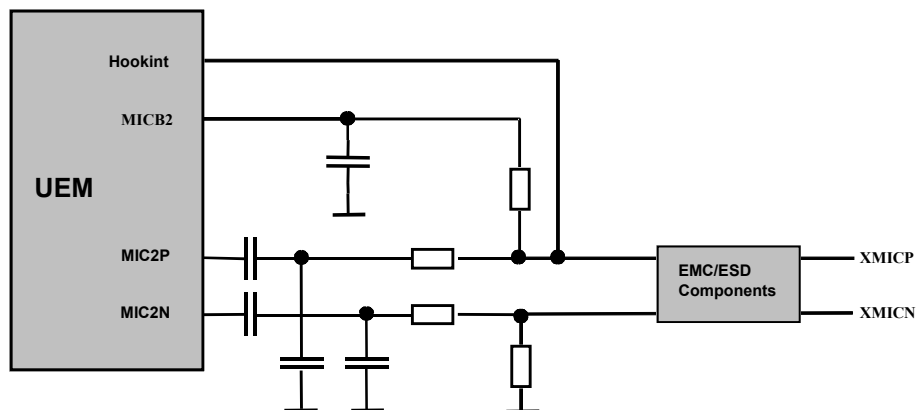 Hookint
MICB2
UEM
MIC2P
MIC2N
EMC/ESD
Components
XMICP
XMICN